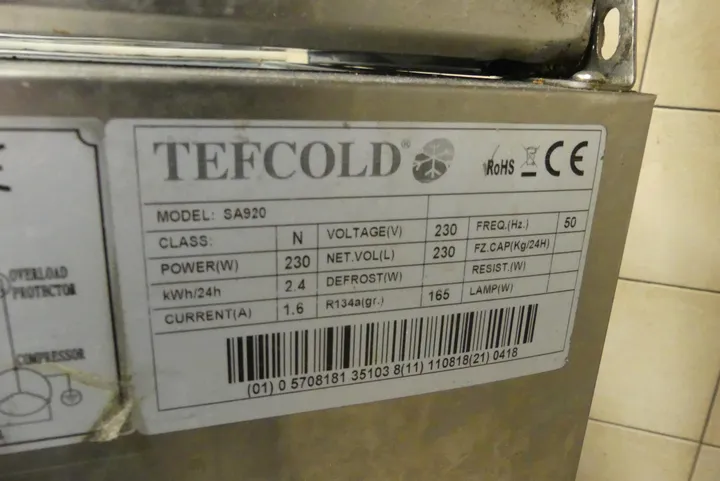 TEFCOLD®
RoHS CE
MODEL: SA920
CLASS: N VOLTAGE(V) 230 FREQ.(Hz.) 50
POWER(W) 230 NET.VOL(L) 230 FZ.CAP(Kg/24H)
kWh/24h 2.4 DEFROST(W) RESIST.(W)
CURRENT(A) 1.6 R134a(gr.) 165 LAMP(W)
(01) 0 5708181 35103 8(11) 110818(21) 0418
OVERLOAD
PROTECTOR
COMPRESSOR